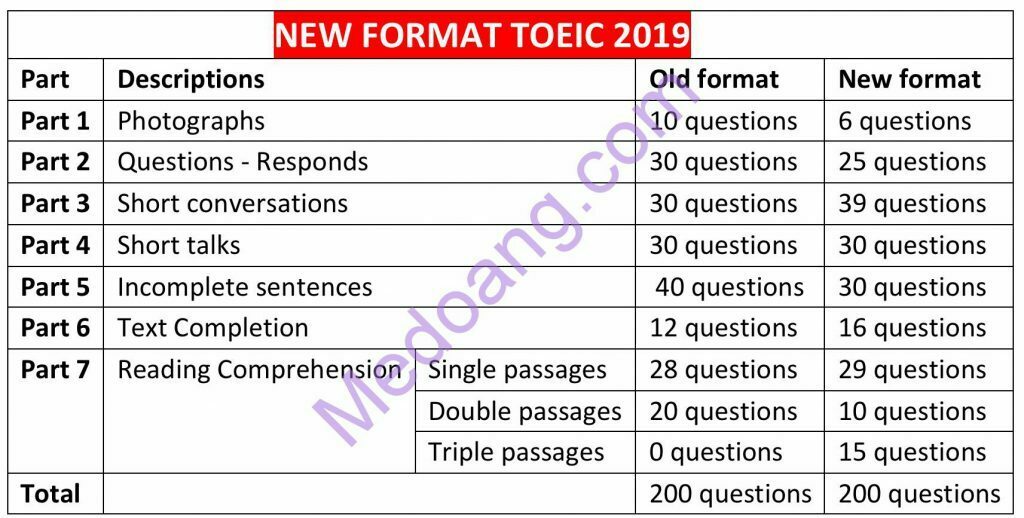 NEW FORMAT TOEIC 2019
Part Descriptions Old format New format
Part 1 Photographs 10 questions 6 questions
Part 2 Questions - Responds 30 questions 25 questions
Part 3 Short conversations 30 questions 39 questions
Part 4 Short talks 30 questions 30 questions
Part 5 Incomplete sentences 40 questions 30 questions
Part 6 Text Completion 12 questions 16 questions
Part 7 Reading Comprehension Single passages 28 questions 29 questions
Double passages 20 questions 10 questions
Triple passages 0 questions 15 questions
Total 200 questions 200 questions
Medoang.com